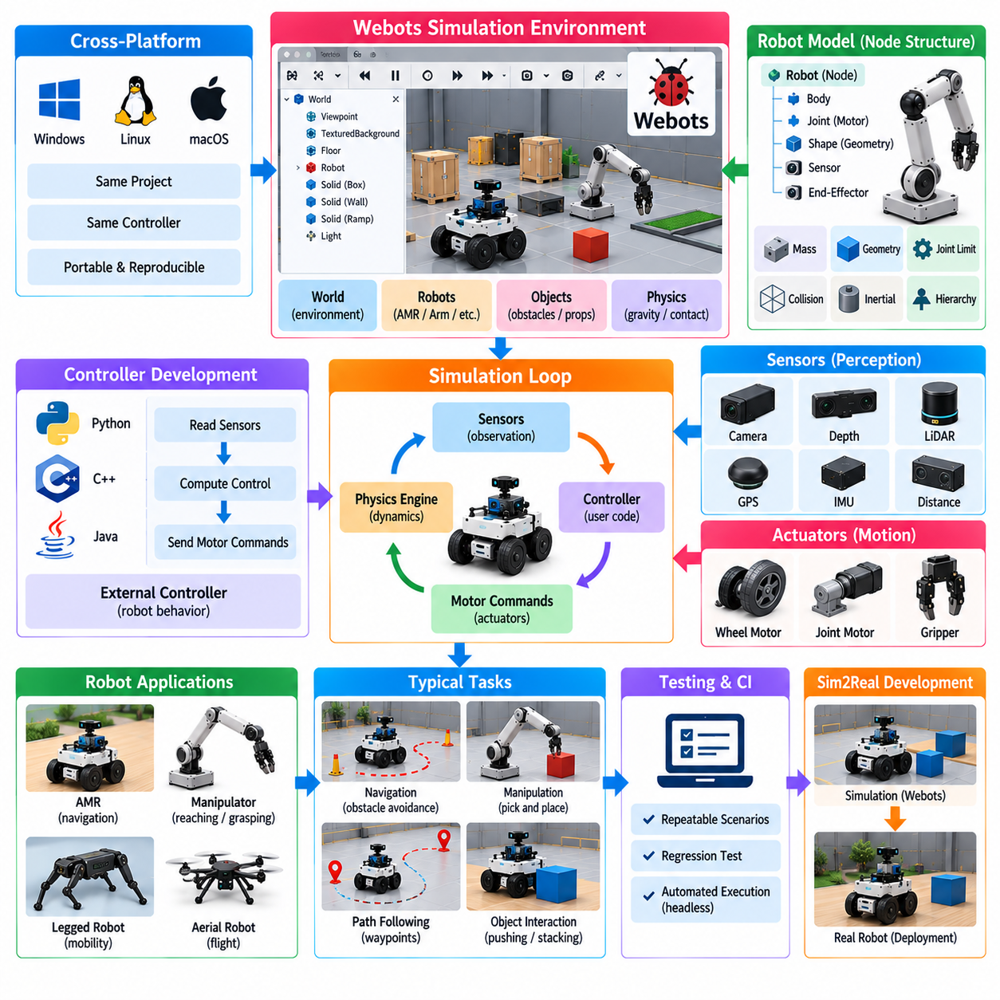 Cross-Platform
Windows
Linux
macOS
Same Project
Same Controller
Portable & Reproducible
Webots Simulation Environment
World
Viewpoint
TexturedBackground
Floor
Robot
Solid (Box)
Solid (Wall)
Solid (Ramp)
Light
Webots
World
(environment)
Robots
(AMR / Arm / etc.)
Objects
(obstacles / props)
Physics
(gravity / contact)
Robot Model (Node Structure)
Robot (Node)
Body
Joint (Motor)
Shape (Geometry)
Sensor
End-Effector
Mass
Geometry
Joint Limit
Collision
Inertial
Hierarchy
Controller Development
Python
C++
Java
Read Sensors
Compute Control
Send Motor Commands
External Controller
(robot behavior)
Simulation Loop
Sensors
(observation)
Physics Engine
(dynamics)
Controller
(user code)
Motor Commands
(actuators)
Sensors (Perception)
Camera
Depth
LiDAR
GPS
IMU
Distance
Actuators (Motion)
Wheel Motor
Joint Motor
Gripper
Robot Applications
AMR
(navigation)
Manipulator
(reaching / grasping)
Legged Robot
(mobility)
Aerial Robot
(flight)
Typical Tasks
Navigation
(obstacle avoidance)
Manipulation
(pick and place)
Path Following
(waypoints)
Object Interaction
(pushing / stacking)
Testing & CI
Repeatable Scenarios
Regression Test
Automated Execution
(headless)
Sim2Real Development
Simulation (Webots)
Real Robot (Deployment)